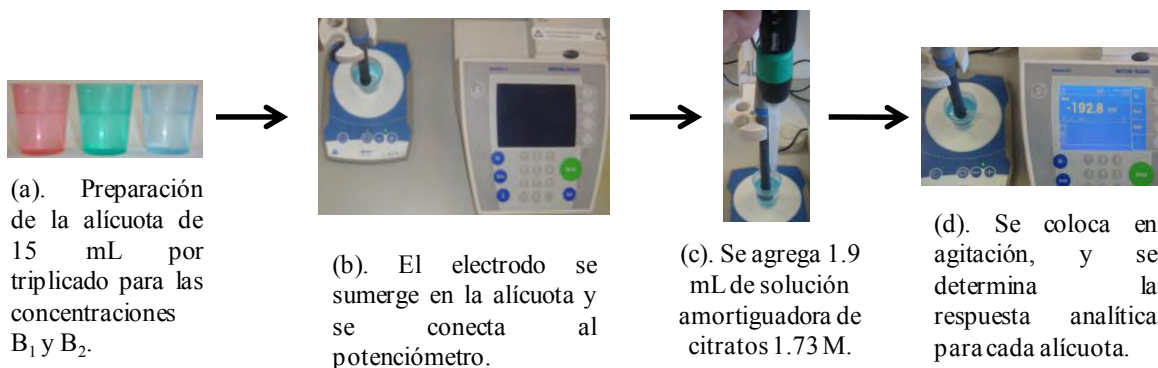 (a). Preparación
de la alícuota de
15 mL por
triplicado para las
concentraciones
B₁ y B₂.
(b). El electrodo se
sumerge en la alícuota y
se conecta al
potenciómetro.
(c). Se agrega 1.9
mL de solución
amortiguadora de
citratos 1.73 M.
-192.8 mV
(d). Se coloca en
agitación, y se
determina la
respuesta analítica
para cada alícuota.